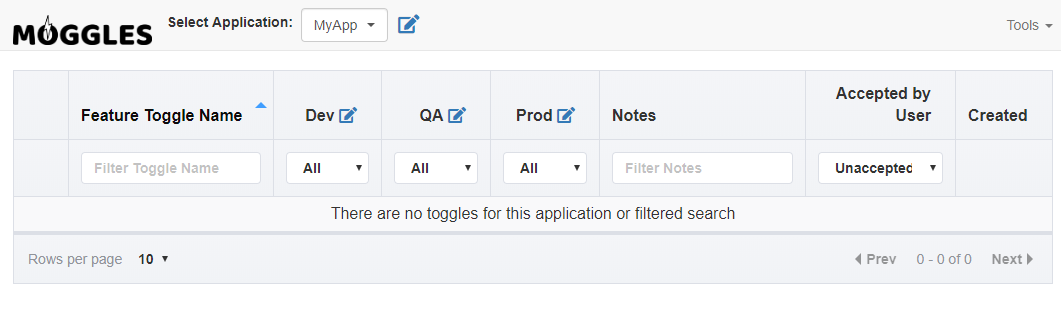 MOGGLES Select Application: MyApp Tools
Feature Toggle Name Dev QA Prod Notes Accepted by User Created
Filter Toggle Name All All All Filter Notes Unaccepted
There are no toggles for this application or filtered search
Rows per page 10 Prev 0 - 0 of 0 Next